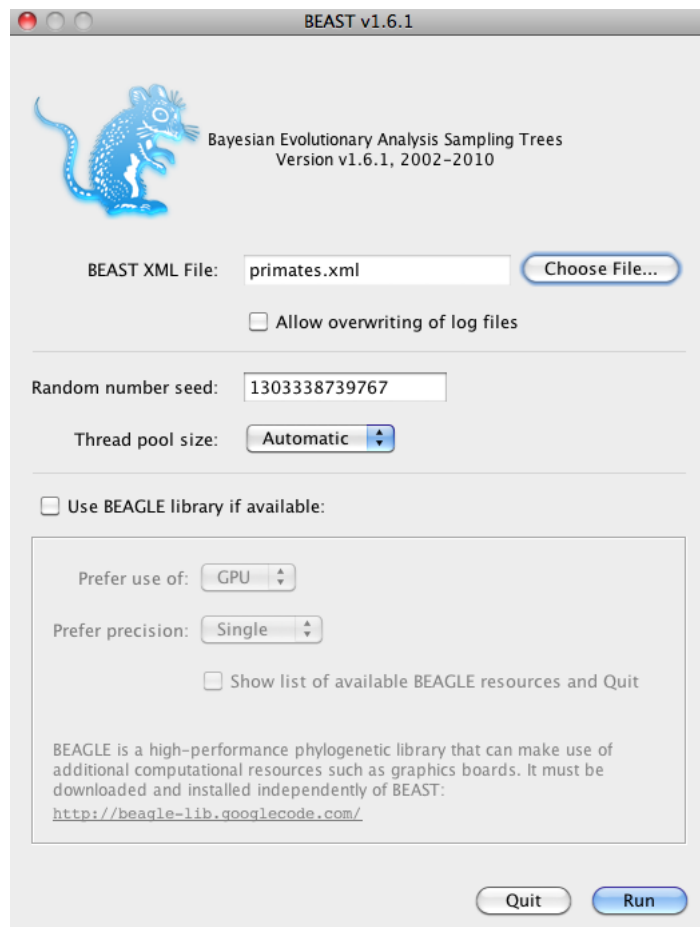 BEAST v1.6.1
Bayesian Evolutionary Analysis Sampling Trees
Version v1.6.1, 2002-2010
BEAST XML File: primates.xml Choose File...
Allow overwriting of log files
Random number seed: 1303338739767
Thread pool size: Automatic
Use BEAGLE library if available:
Prefer use of: GPU
Prefer precision: Single
Show list of available BEAGLE resources and Quit
BEAGLE is a high-performance phylogenetic library that can make use of
additional computational resources such as graphics boards. It must be
downloaded and installed independently of BEAST:
http://beagle-lib.googlecode.com/
Quit Run